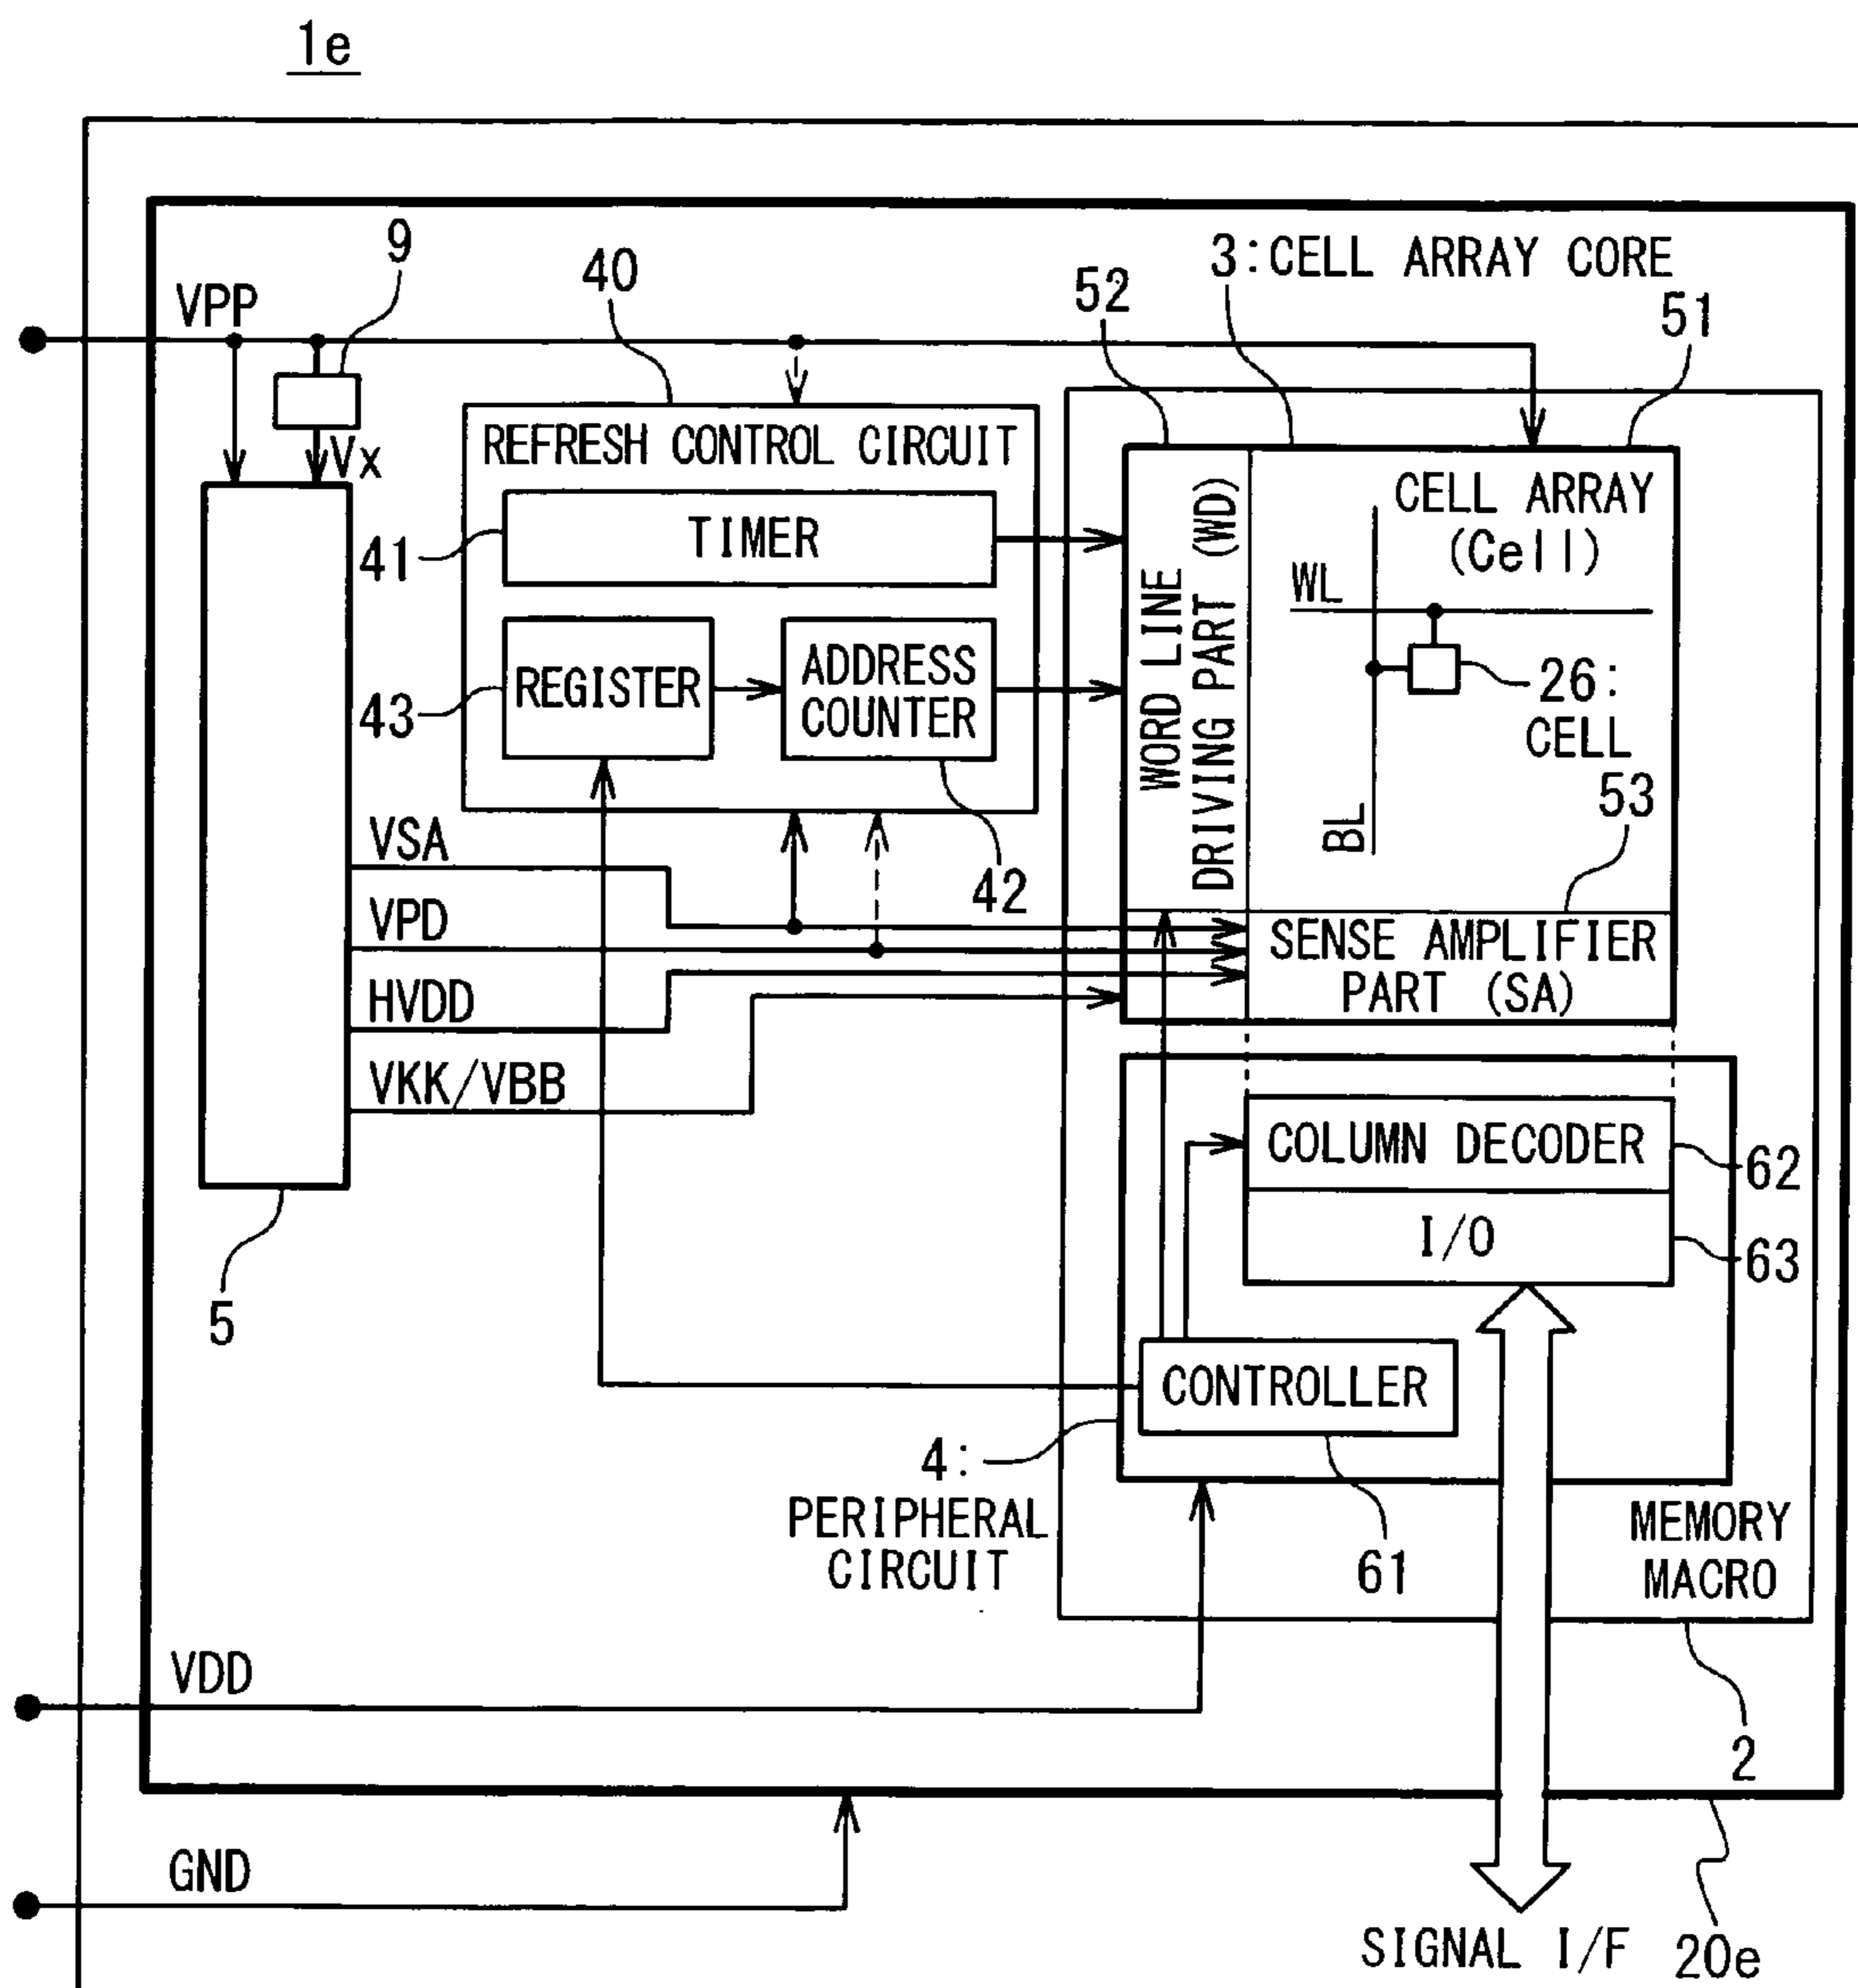 1e
VPP
9
40
52
3:CELL ARRAY CORE
51
Vx
REFRESH CONTROL CIRCUIT
TIMER
41
REGISTER
43
ADDRESS
COUNTER
42
WORD LINE
DRIVING PART (WD)
CELL ARRAY
(Cell)
WL
BL
26:
CELL
53
SENSE AMPLIFIER
PART (SA)
VSA
VPD
HVDD
VKK/VBB
5
COLUMN DECODER
62
I/O
63
CONTROLLER
61
4:
PERIPHERAL
CIRCUIT
MEMORY
MACRO
2
VDD
GND
SIGNAL I/F
20e